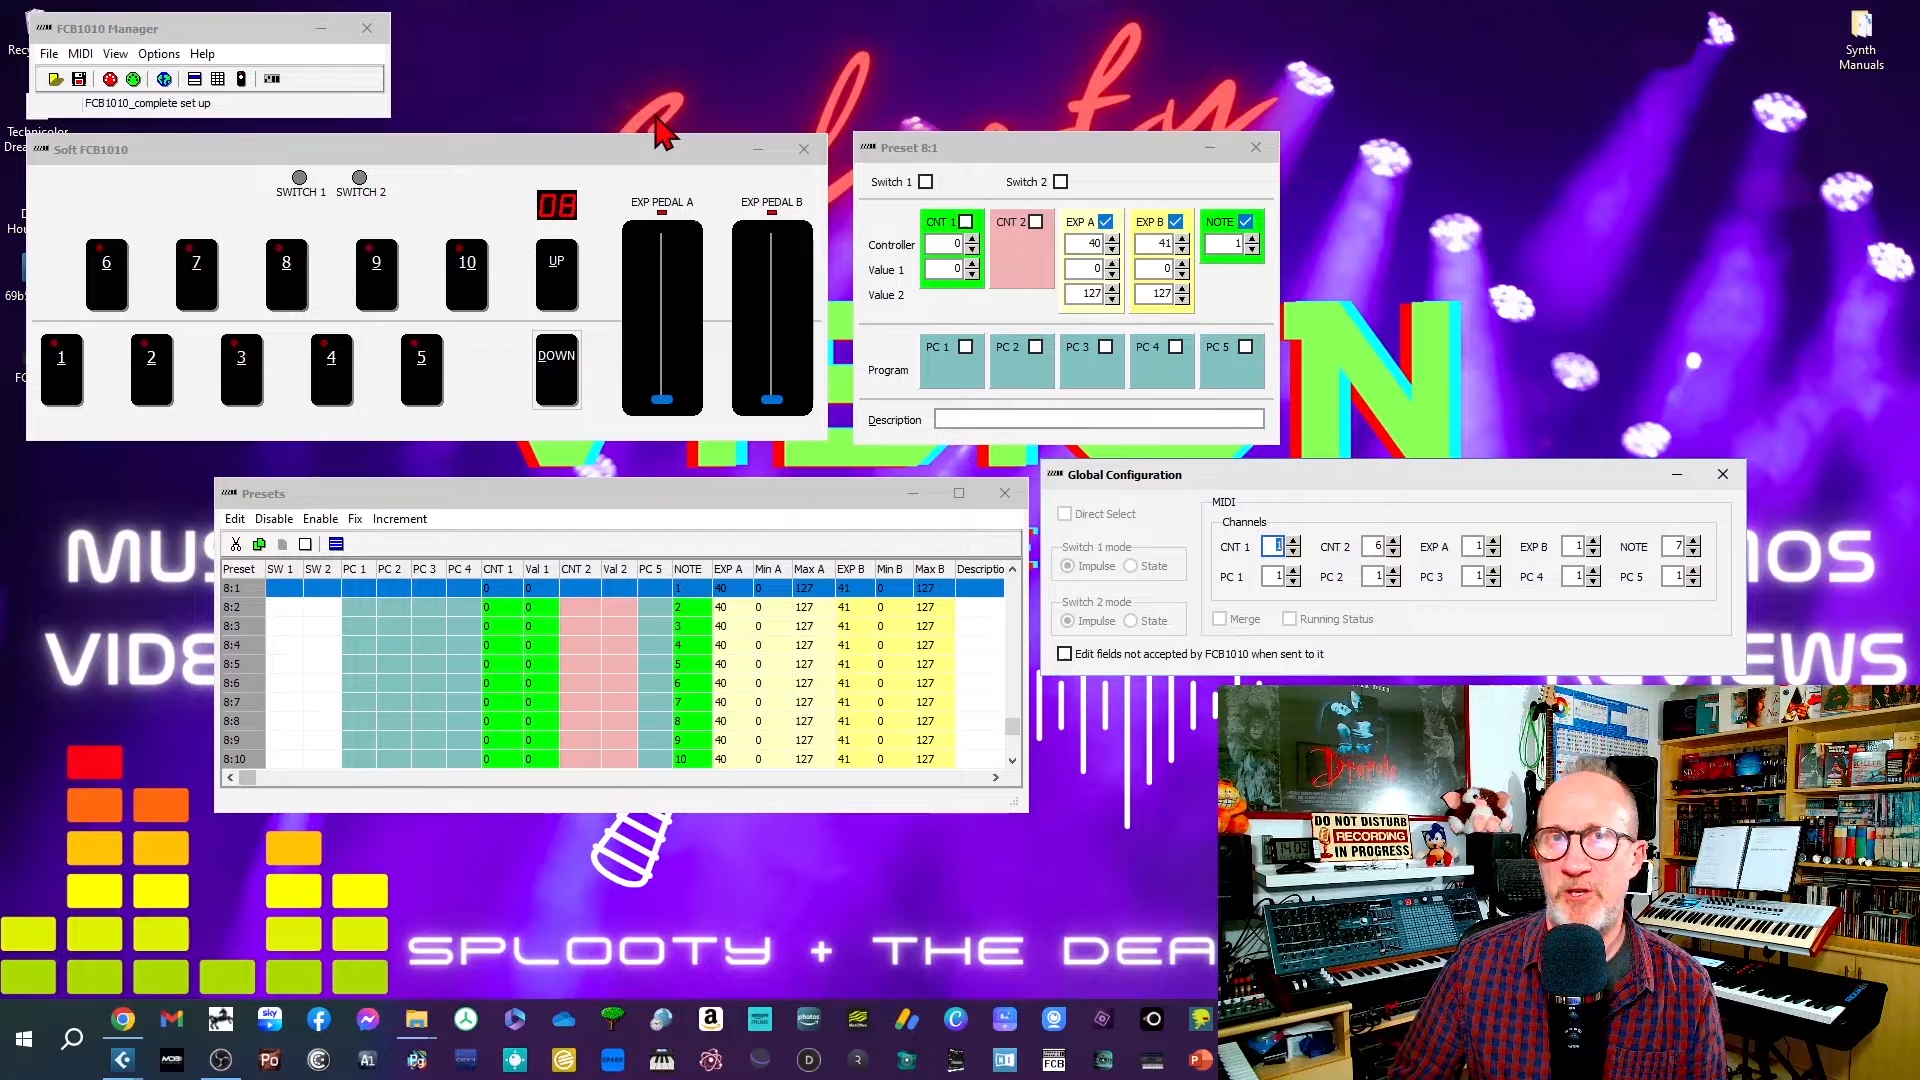 FCB1010 Manager
File MIDI View Options Help
FCB1010_complete set up
Synth
Manuals
Soft FCB1010
SWITCH 1 SWITCH 2
08
EXP PEDAL A EXP PEDAL B
6 7 8 9 10 UP
1 2 3 4 5 DOWN
Preset 8:1
Switch 1 Switch 2
CNT 1 CNT 2 EXP A EXP B NOTE
Controller 0 40 41 1
Value 1 0 0 0
Value 2 127 127
PC 1 PC 2 PC 3 PC 4 PC 5
Program
Description
Presets
Edit Disable Enable Fix Increment
Preset SW 1 SW 2 PC 1 PC 2 PC 3 PC 4 CNT 1 Val 1 CNT 2 Val 2 PC 5 NOTE EXP A Min A Max A EXP B Min B Max B Descriptio
8:1 0 0 1 40 0 127 41 0 127
8:2 0 0 2 40 0 127 41 0 127
8:3 0 0 3 40 0 127 41 0 127
8:4 0 0 4 40 0 127 41 0 127
8:5 0 0 5 40 0 127 41 0 127
8:6 0 0 6 40 0 127 41 0 127
8:7 0 0 7 40 0 127 41 0 127
8:8 0 0 8 40 0 127 41 0 127
8:9 0 0 9 40 0 127 41 0 127
8:10 0 0 10 40 0 127 41 0 127
Global Configuration
Direct Select
Switch 1 mode
Impulse State
Switch 2 mode
Impulse State
MIDI
Channels
CNT 1 1 CNT 2 6 EXP A 1 EXP B 1 NOTE 7
PC 1 1 PC 2 1 PC 3 1 PC 4 1 PC 5 1
Merge Running Status
Edit fields not accepted by FCB1010 when sent to it
SPLOOTY + THE DEA
Dracula
DO NOT DISTURB
RECORDING
IN PROGRESS
14:09